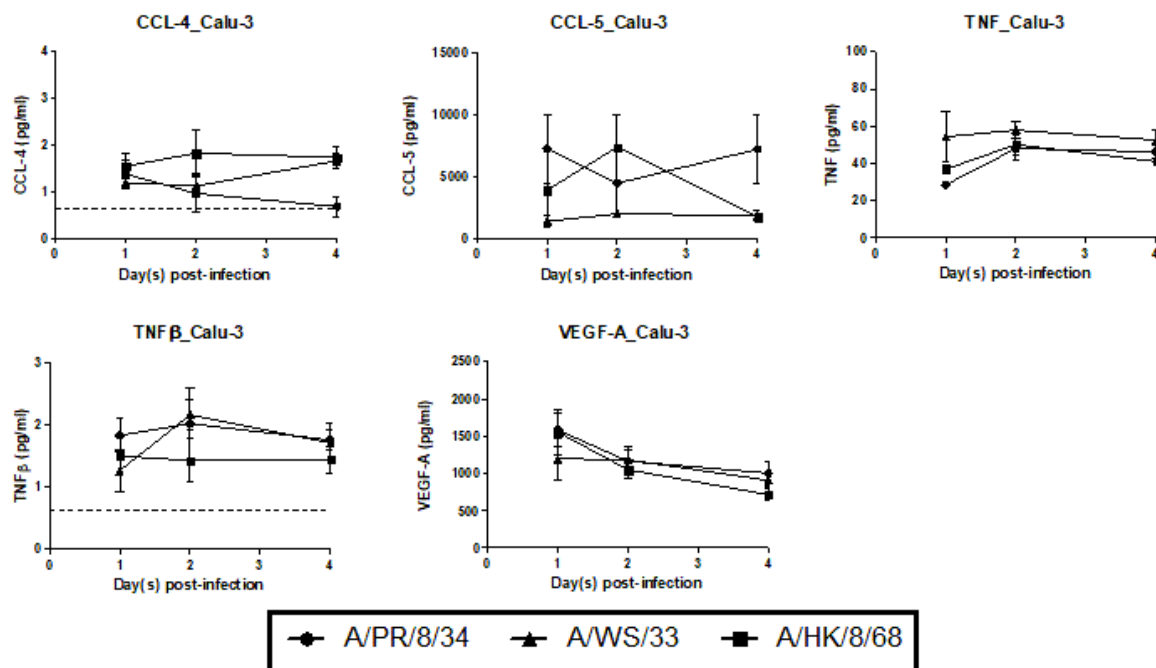 CCL-4_Calu-3
CCL-4 (pg/ml)
4
3
2
1
0
0 1 2 3 4
Day(s) post-infection
CCL-5_Calu-3
CCL-5 (pg/ml)
15000
10000
5000
0
0 1 2 3 4
Day(s) post-infection
TNF_Calu-3
TNF (pg/ml)
100
80
60
40
20
0
0 1 2 3 4
Day(s) post-infection
TNFβ_Calu-3
TNFβ (pg/ml)
3
2
1
0
0 1 2 3 4
Day(s) post-infection
VEGF-A_Calu-3
VEGF-A (pg/ml)
2500
2000
1500
1000
500
0
0 1 2 3 4
Day(s) post-infection
A/PR/8/34 A/WS/33 A/HK/8/68